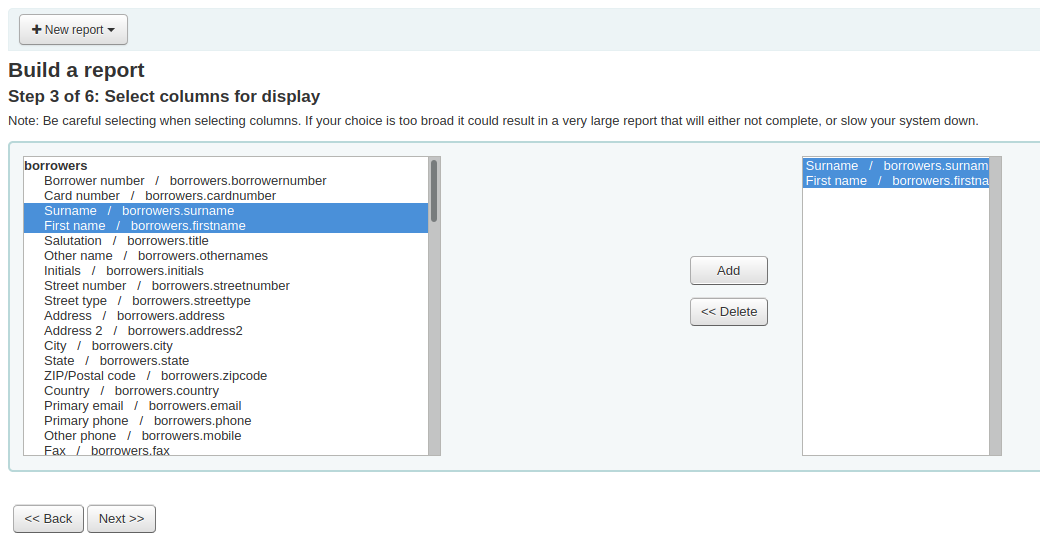 + New report
Build a report
Step 3 of 6: Select columns for display
Note: Be careful selecting when selecting columns. If your choice is too broad it could result in a very large report that will either not complete, or slow your system down.
borrowers
Borrower number / borrowers.borrowernumber
Card number / borrowers.cardnumber
Surname / borrowers.surname
First name / borrowers.firstname
Salutation / borrowers.title
Other name / borrowers.othernames
Initials / borrowers.initials
Street number / borrowers.streetnumber
Street type / borrowers.streettype
Address / borrowers.address
Address 2 / borrowers.address2
City / borrowers.city
State / borrowers.state
ZIP/Postal code / borrowers.zipcode
Country / borrowers.country
Primary email / borrowers.email
Primary phone / borrowers.phone
Other phone / borrowers.mobile
Fax / borrowers.fax
Add
<< Delete
Surname / borrowers.surnam
First name / borrowers.firstna
<< Back
Next >>